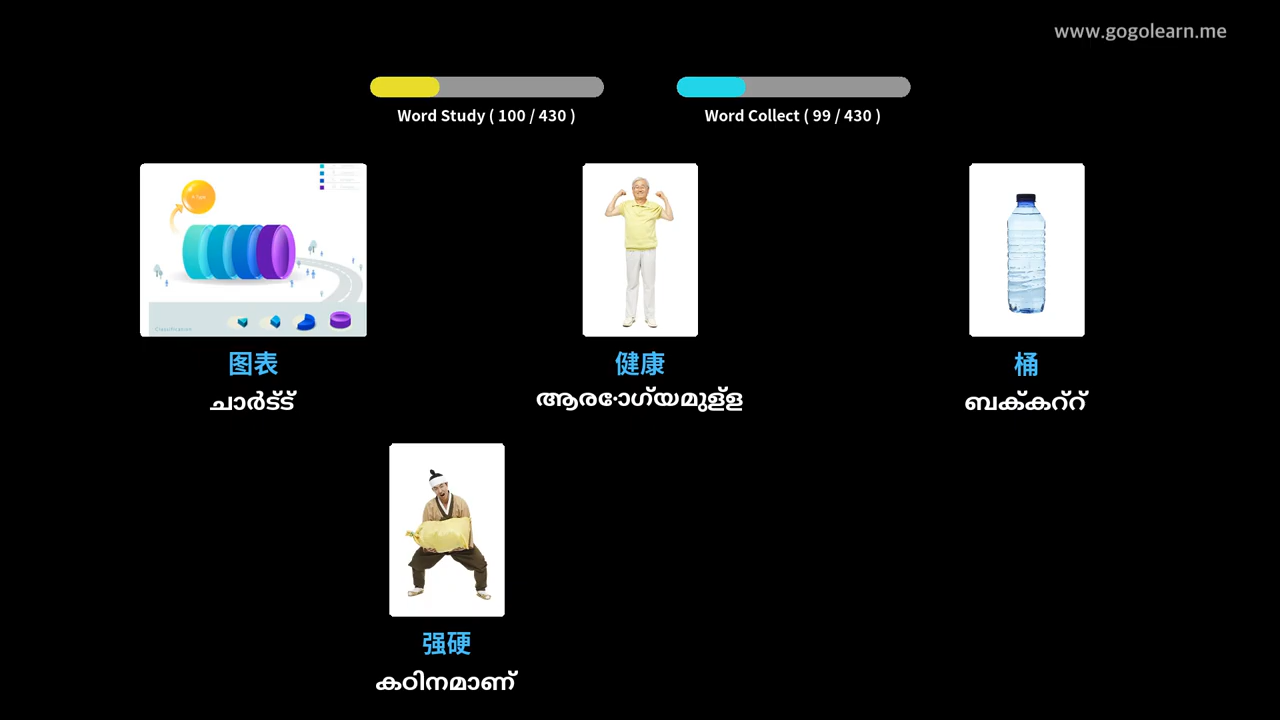 www.gogolearn.me
Word Study ( 100 / 430 )
Word Collect ( 99 / 430 )
图表
健康
桶
ചാർട്ട്
ആരോഗ്യമുള്ള
ബക്കറ്റ്
强硬
കഠിനമാണ്